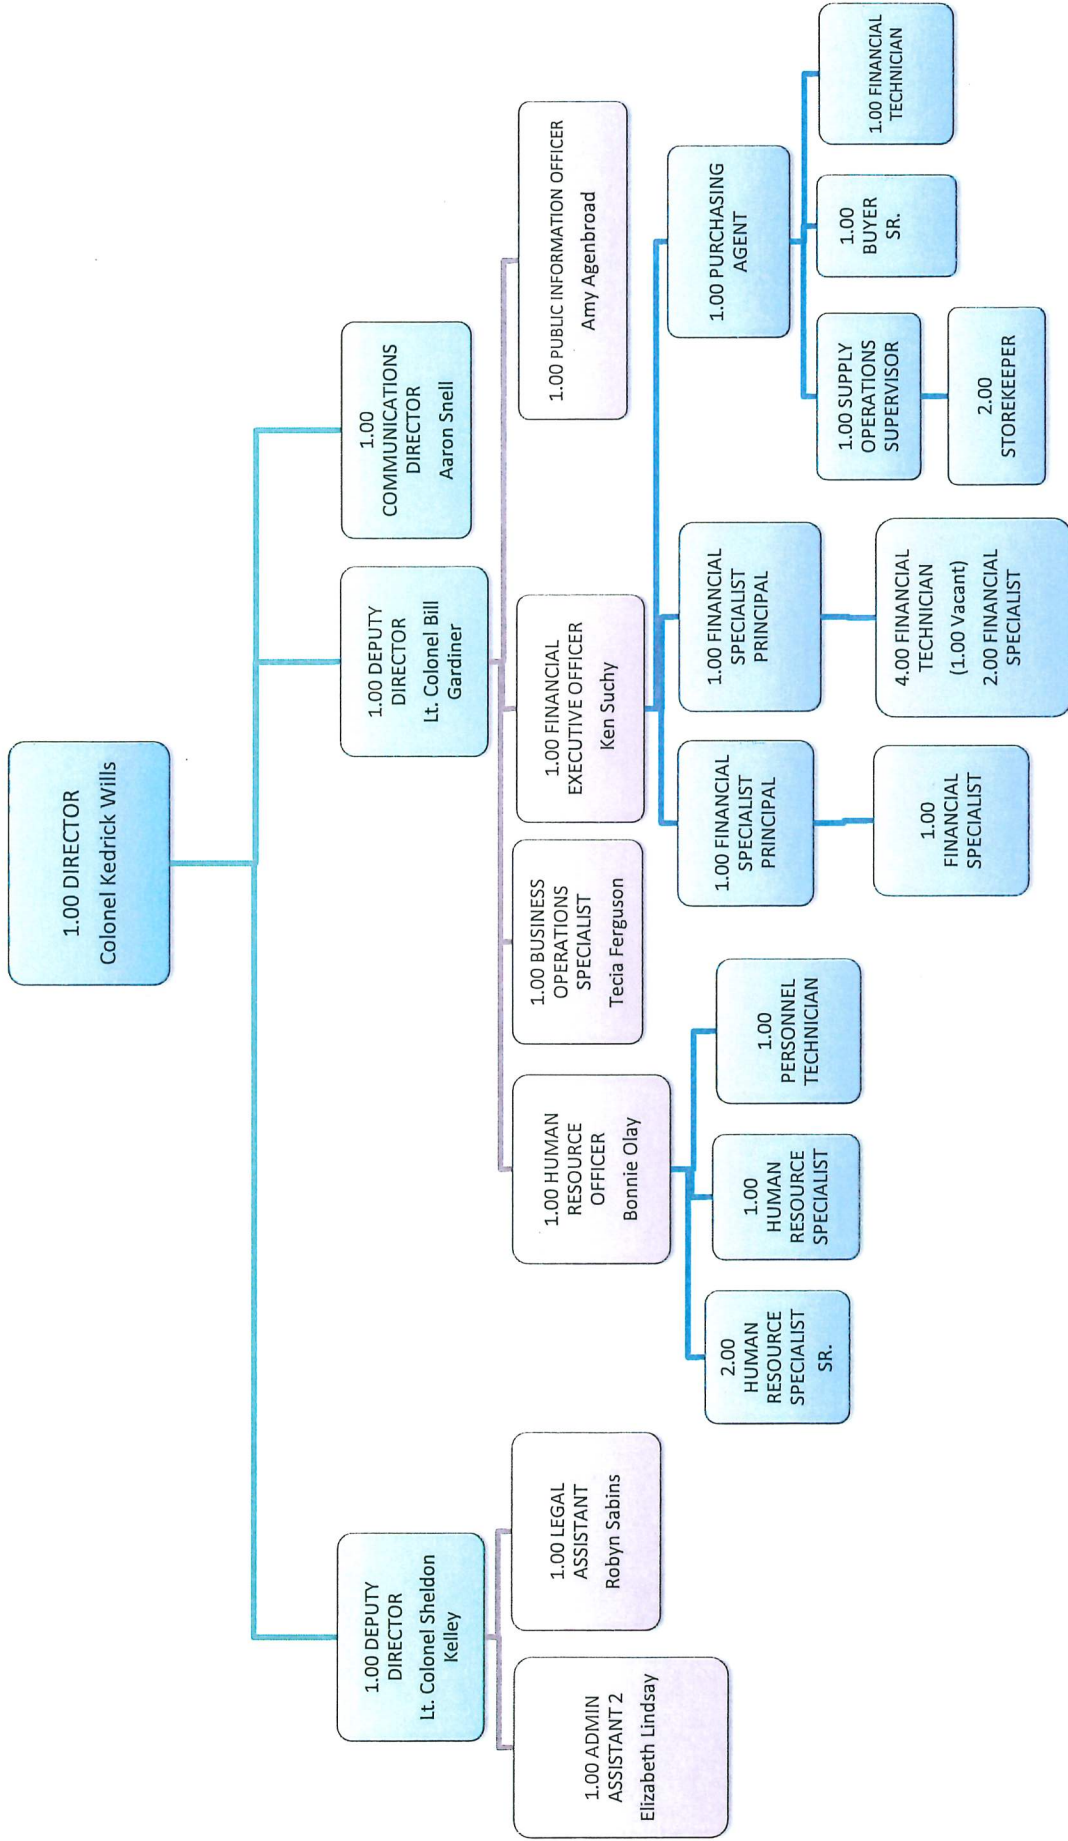 1.00 DIRECTOR
Colonel Kedrick Wills
1.00 DEPUTY
DIRECTOR
Lt. Colonel Sheldon
Kelley
1.00 DEPUTY
DIRECTOR
Lt. Colonel Bill
Gardiner
1.00
COMMUNICATIONS
DIRECTOR
Aaron Snell
1.00 ADMIN
ASSISTANT 2
Elizabeth Lindsay
1.00 LEGAL
ASSISTANT
Robyn Sabins
1.00 HUMAN
RESOURCE
OFFICER
Bonnie Olay
1.00 BUSINESS
OPERATIONS
SPECIALIST
Tecia Ferguson
1.00 FINANCIAL
EXECUTIVE OFFICER
Ken Suchy
1.00 PUBLIC INFORMATION OFFICER
Amy Agenbroad
2.00
HUMAN
RESOURCE
SPECIALIST
SR.
1.00
HUMAN
RESOURCE
SPECIALIST
1.00
PERSONNEL
TECHNICIAN
1.00 FINANCIAL
SPECIALIST
PRINCIPAL
1.00 FINANCIAL
SPECIALIST
PRINCIPAL
1.00 PURCHASING
AGENT
1.00
FINANCIAL
SPECIALIST
4.00 FINANCIAL
TECHNICIAN
(1.00 Vacant)
2.00 FINANCIAL
SPECIALIST
1.00 SUPPLY
OPERATIONS
SUPERVISOR
1.00
BUYER
SR.
1.00 FINANCIAL
TECHNICIAN
2.00
STOREKEEPER